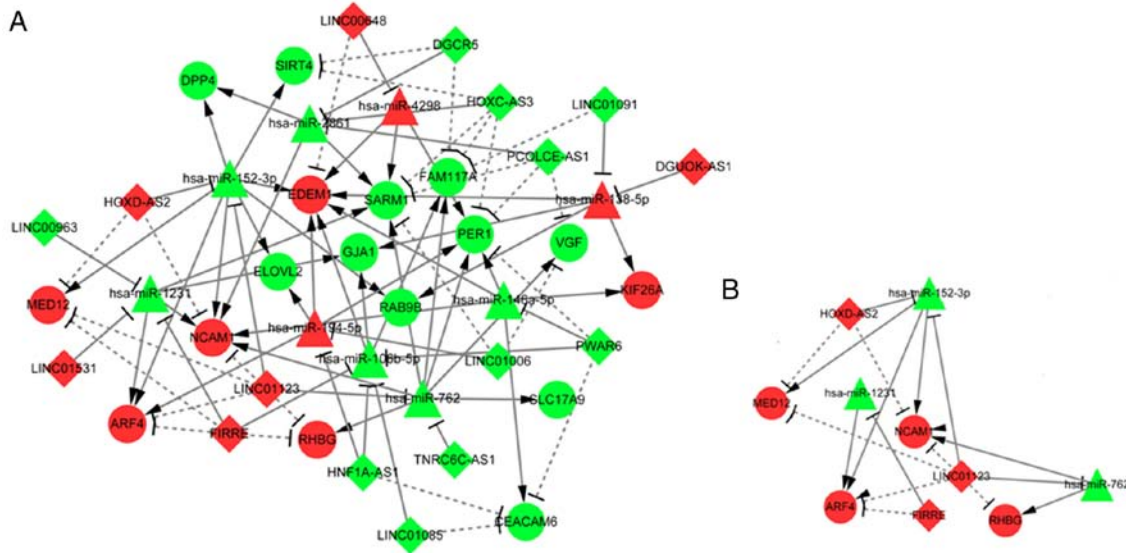 A
LINC00648
DGCR5
SIRT4
DPP4
HOXC-AS3
LINC01091
hsa-miR-4298
hsa-miR-2861
PCOLCE-AS1
DGUOK-AS1
FAM117A
hsa-miR-152-3p
EDEM1
SARM1
hsa-miR-138-5p
HOXD-AS2
LINC00963
PER1
VGF
GJA1
ELOVL2
hsa-miR-1231
MED12
RAB9B
hsa-miR-146a-5p
KIF26A
NCAM1
hsa-miR-194-5p
hsa-miR-106b-5p
LINC01006
PWAR6
LINC01531
LINC01123
hsa-miR-762
SLC17A9
ARF4
FIRRE
RHBG
HNF1A-AS1
TNRC6C-AS1
CEACAM6
LINC01085
B
hsa-miR-152-3p
HOXD-AS2
MED12
hsa-miR-1231
NCAM1
LINC01123
hsa-miR-762
ARF4
FIRRE
RHBG